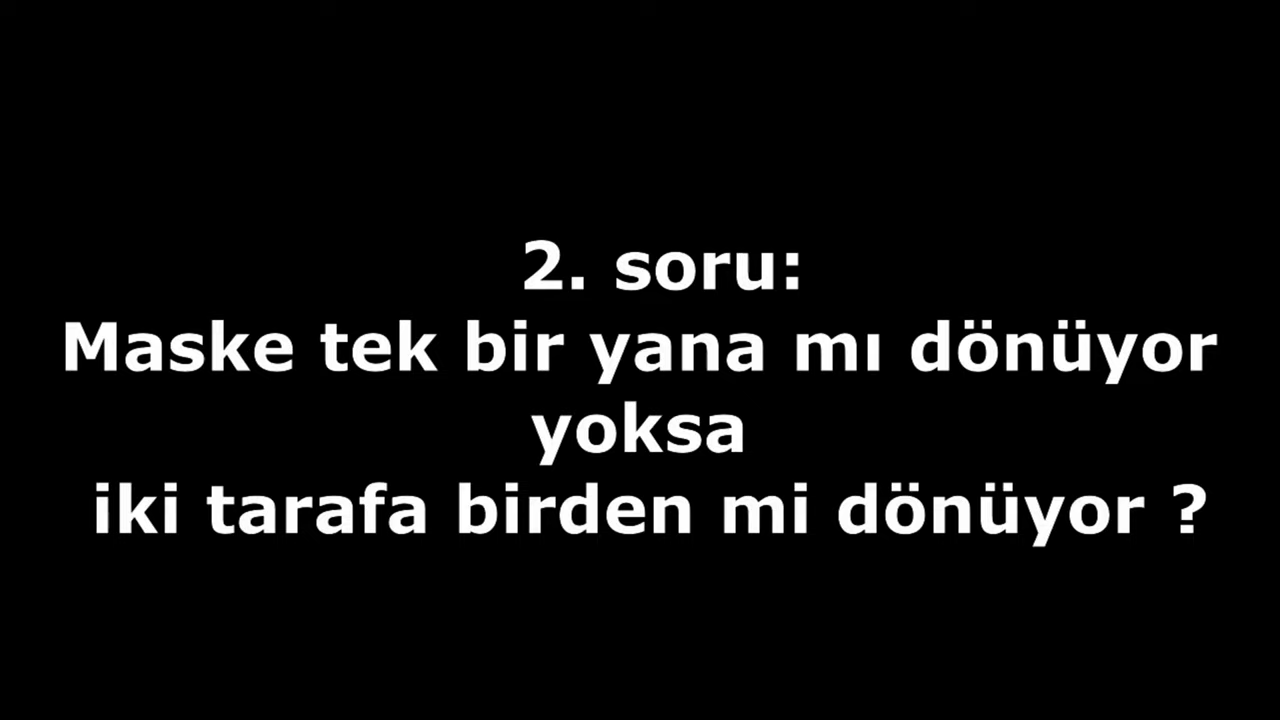 2. soru:
Maske tek bir yana mı dönüyor
yoksa
iki tarafa birden mi dönüyor ?